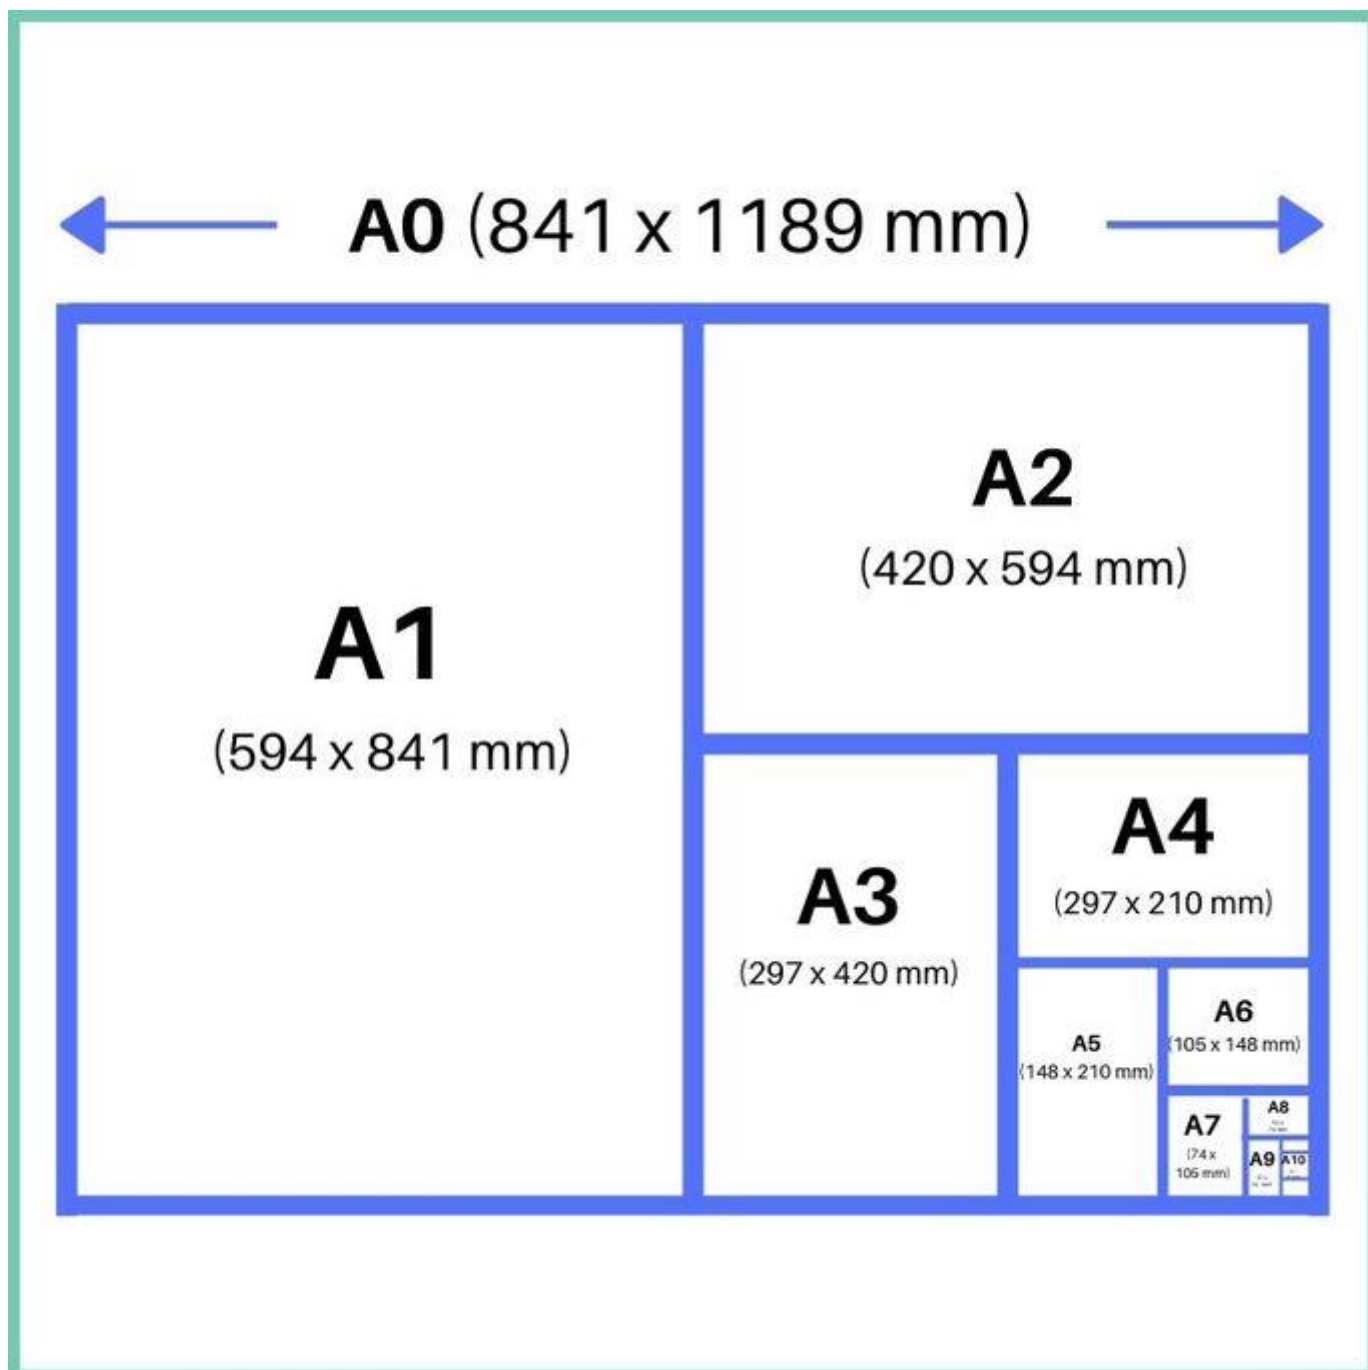 A0 (841 x 1189 mm)
A1
(594 x 841 mm)
A2
(420 x 594 mm)
A3
(297 x 420 mm)
A4
(297 x 210 mm)
A5
(148 x 210 mm)
A6
(105 x 148 mm)
A7
(74 x
105 mm)
A8
A9
A10